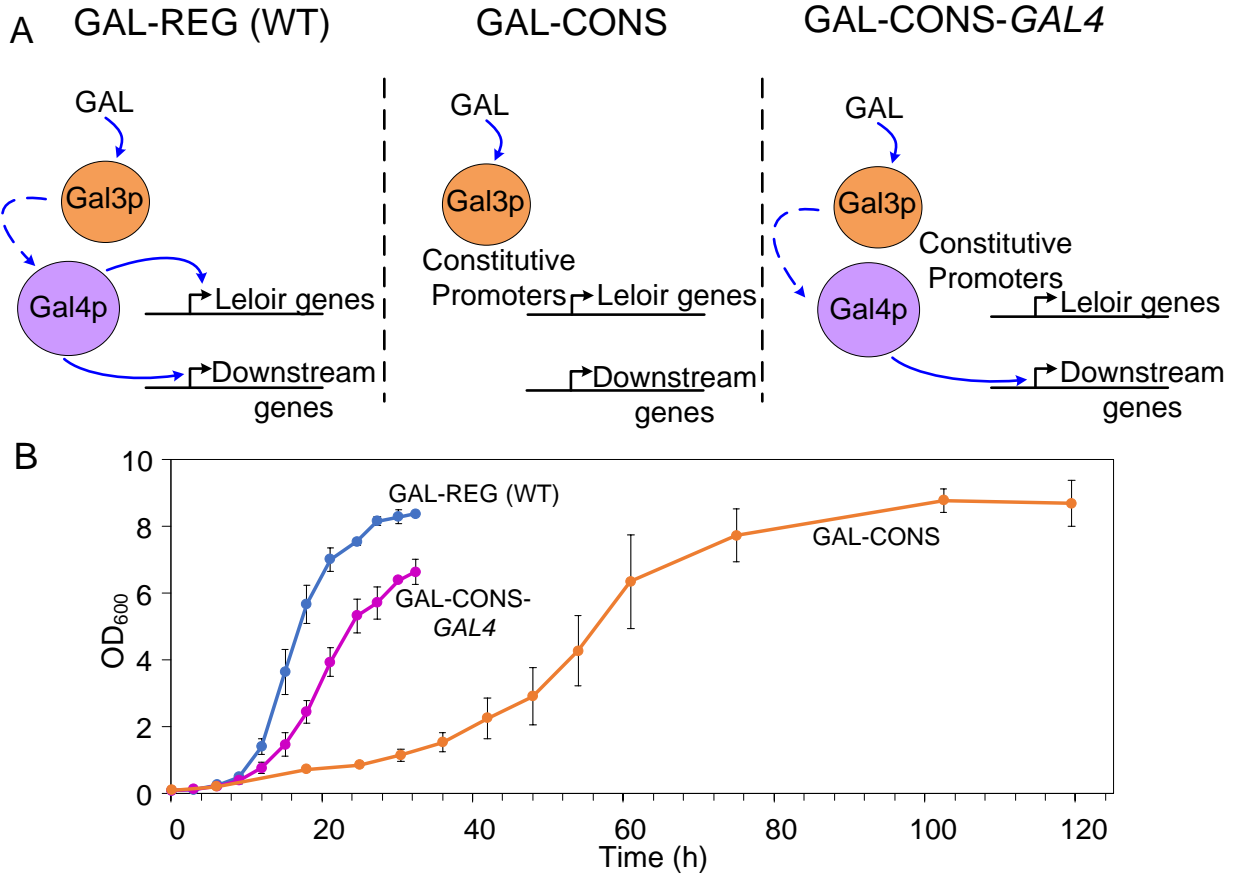 A
GAL-REG (WT)
GAL-CONS
GAL-CONS-GAL4
GAL
Gal3p
Gal4p
Leloir genes
Downstream
genes
GAL
Gal3p
Constitutive
Promoters
Leloir genes
Downstream
genes
GAL
Gal3p
Constitutive
Promoters
Gal4p
Leloir genes
Downstream
genes
B
10
8
6
4
2
0
OD600
GAL-REG (WT)
GAL-CONS-
GAL4
GAL-CONS
0 20 40 60 80 100 120
Time (h)